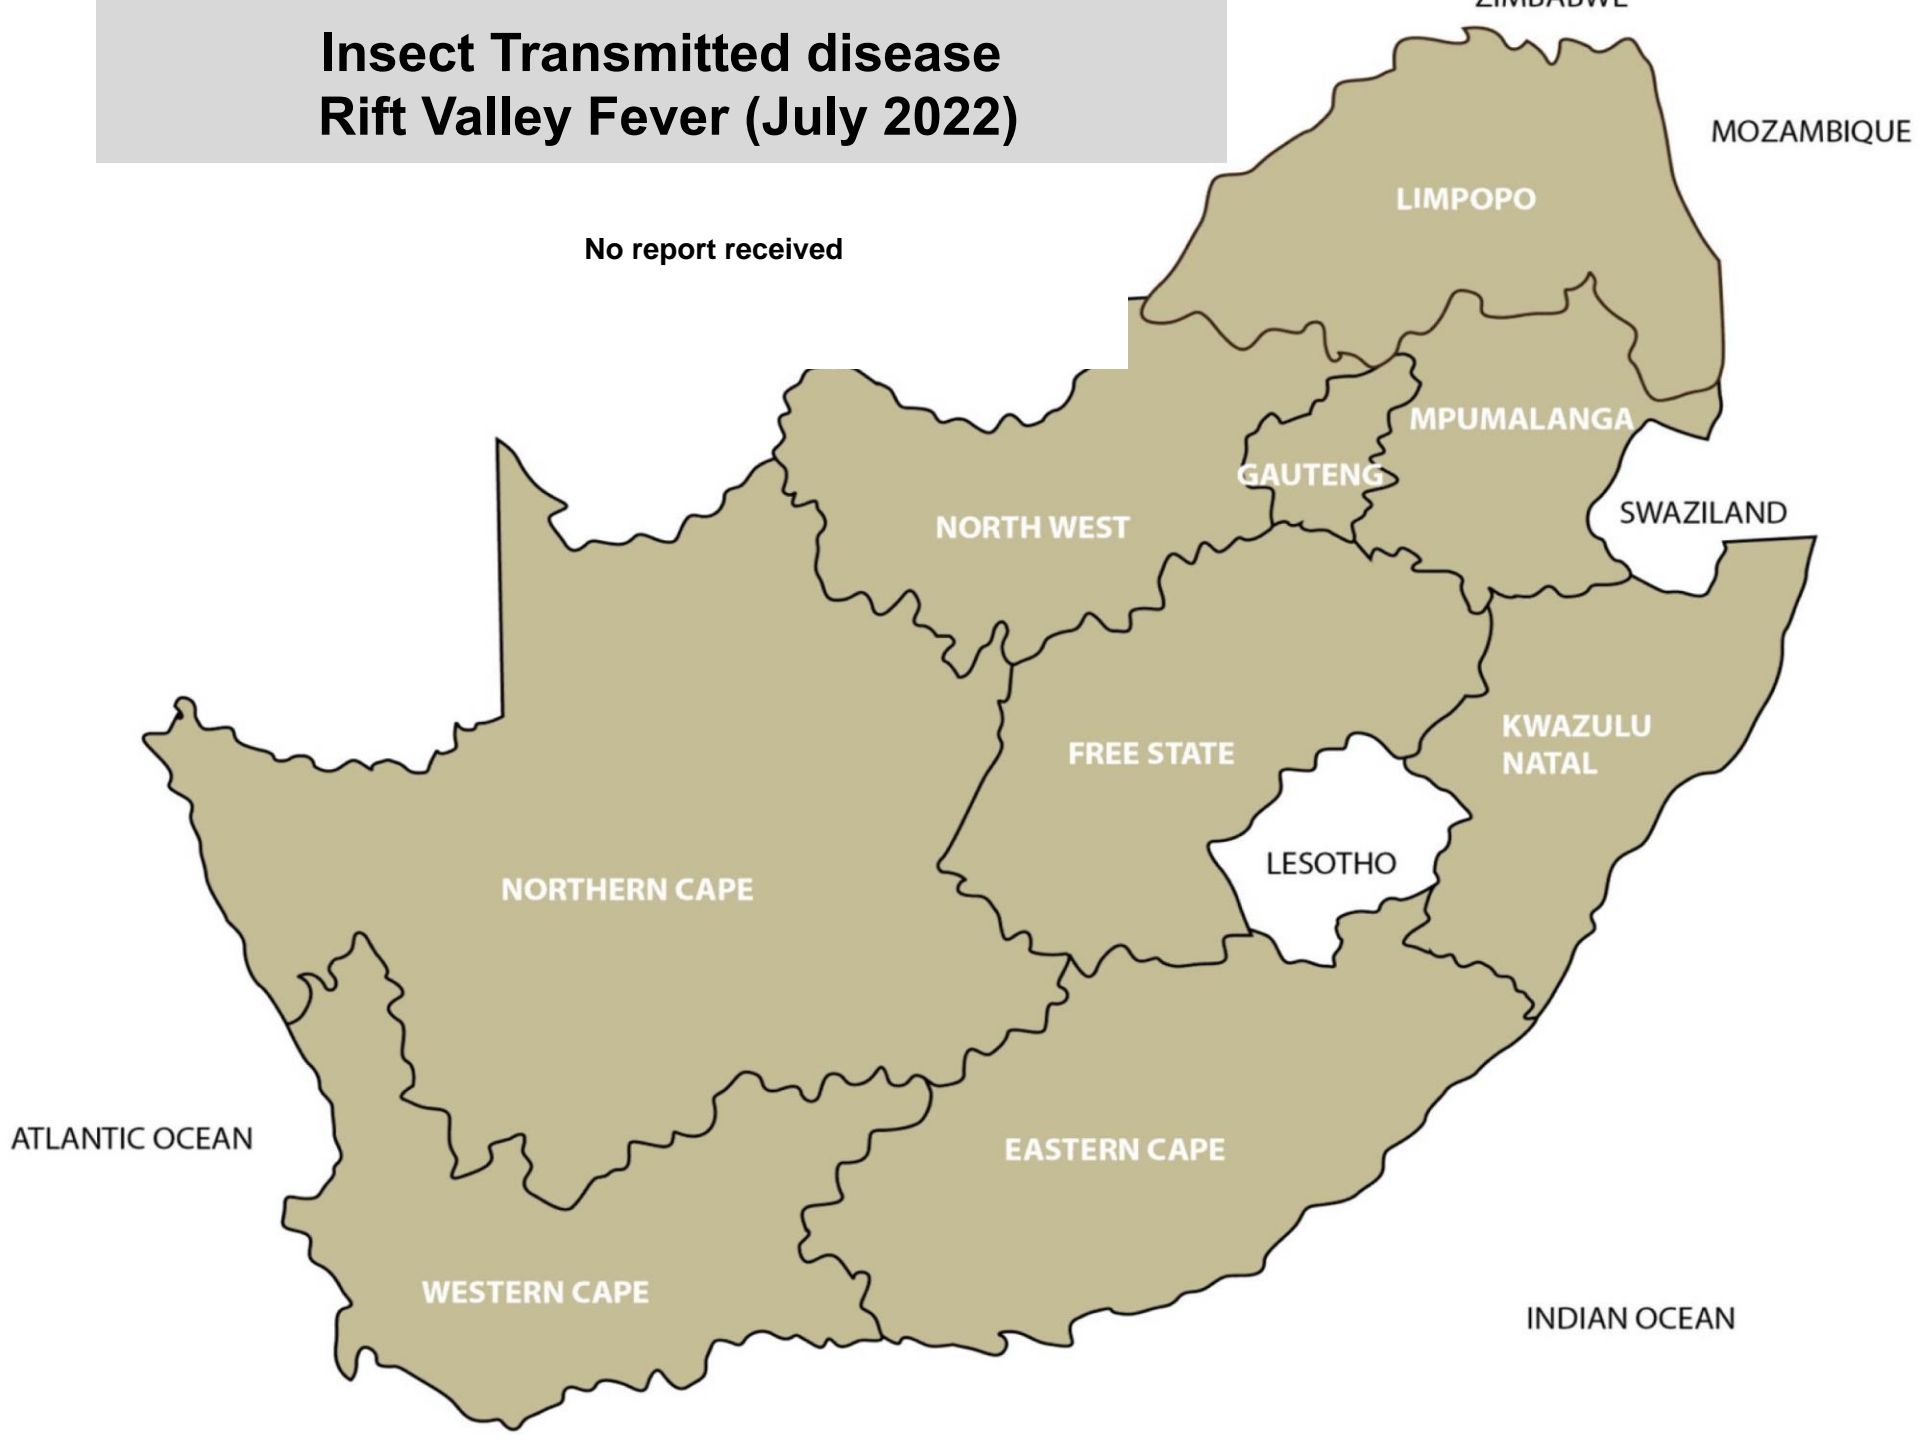 ZIMBABWE
Insect Transmitted disease
Rift Valley Fever (July 2022)
MOZAMBIQUE
LIMPOPO
No report received
MPUMALANGA
GAUTENG
SWAZILAND
NORTH WEST
KWAZULU
NATAL
FREE STATE
LESOTHO
NORTHERN CAPE
ATLANTIC OCEAN
EASTERN CAPE
WESTERN CAPE
INDIAN OCEAN